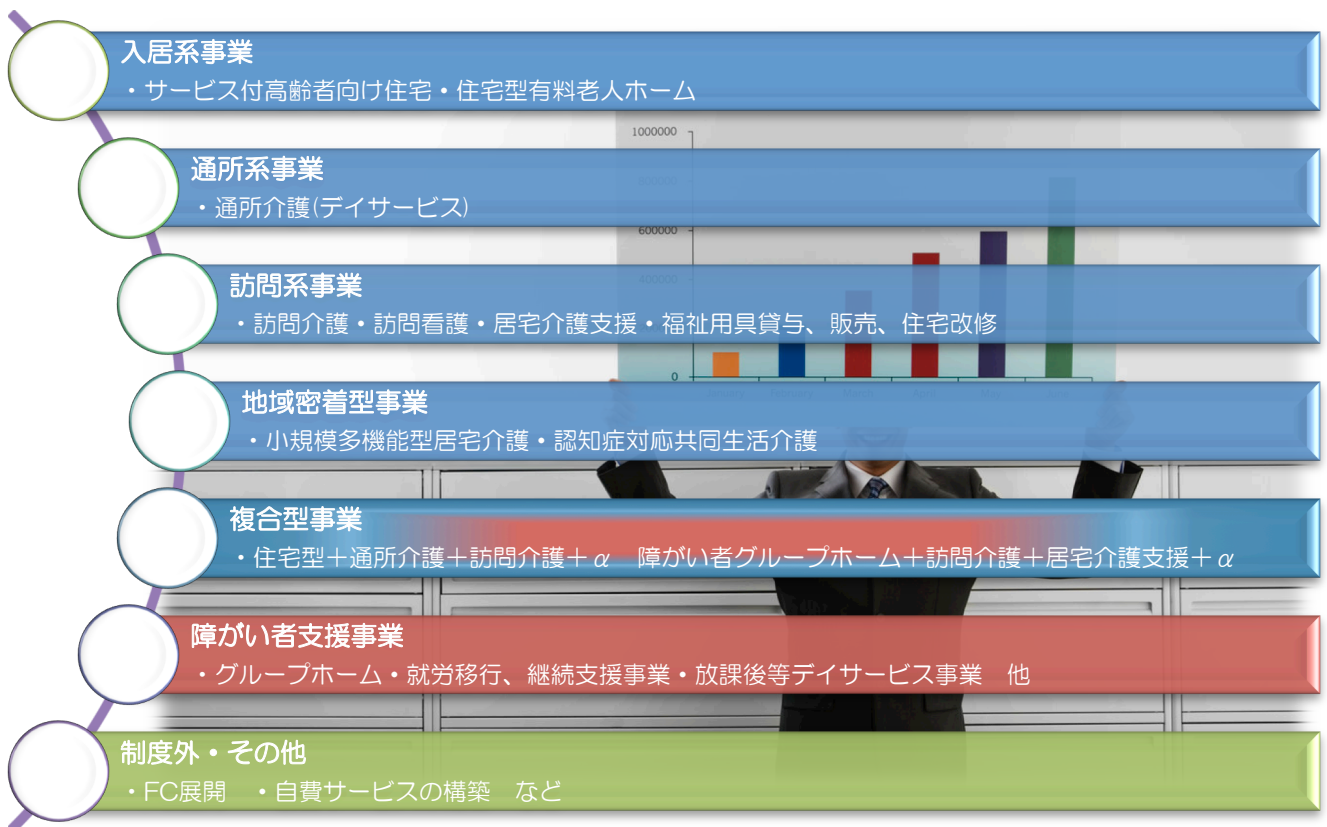 入居系事業
・サービス付高齢者向け住宅・住宅型有料老人ホーム
1000000
通所系事業
・通所介護(デイサービス)
600000
訪問系事業
400000
・訪問介護・訪問看護・居宅介護支援・福祉用具貸与、販売、住宅改修
0
地域密着型事業
・小規模多機能型居宅介護・認知症対応共同生活介護
複合型事業
・住宅型＋通所介護＋訪問介護＋α　障がい者グループホーム＋訪問介護＋居宅介護支援＋α
障がい者支援事業
・グループホーム・就労移行、継続支援事業・放課後等デイサービス事業　他
制度外・その他
・FC展開　・自費サービスの構築　など